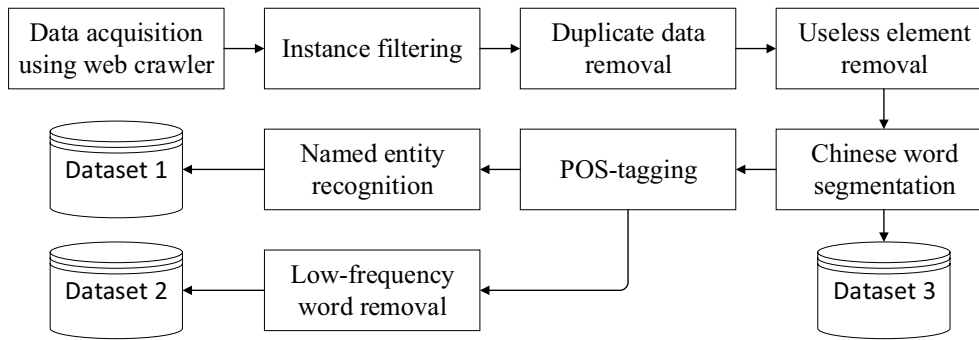 Data acquisition
using web crawler
Instance filtering
Duplicate data
removal
Useless element
removal
Dataset 1
Named entity
recognition
POS-tagging
Chinese word
segmentation
Dataset 2
Low-frequency
word removal
Dataset 3